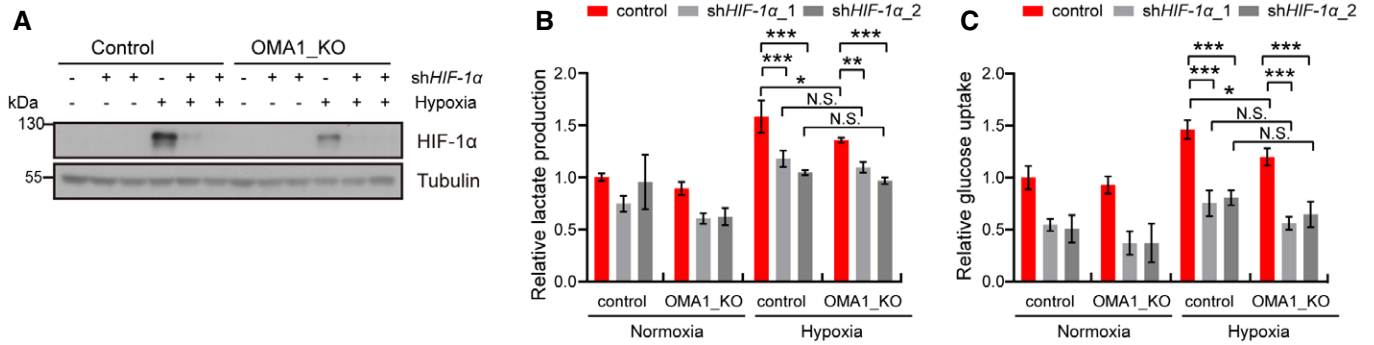 A
Control OMA1_KO
- + + - + + - + + - + + shHIF-1α
kDa - - - + + + - - - + + + Hypoxia
130 HIF-1α
55 Tubulin
B
control shHIF-1α_1 shHIF-1α_2
*** ***
*** **
*
N.S.
N.S.
Relative lactate production
2.0
1.5
1.0
0.5
0.0
control OMA1_KO control OMA1_KO
Normoxia Hypoxia
C
control shHIF-1α_1 shHIF-1α_2
*** ***
*** ***
*
N.S.
N.S.
Relative glucose uptake
2.0
1.5
1.0
0.5
0.0
control OMA1_KO control OMA1_KO
Normoxia Hypoxia